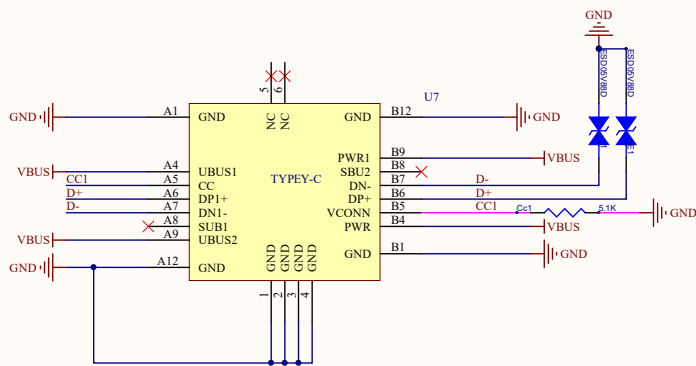 GND
ESD05V88D
ESD05V88D
5
6
U7
NC
NC
GND
A1
GND
GND
B12
GND
PWR1
B9
VBUS
VBUS
A4
UBUS1
SBU2
B8
CC1
A5
CC
TYPEY-C
DN-
B7
D-
D+
A6
DP1+
DP+
B6
D+
D-
A7
DN1-
VCONN
B5
CC1
Cc1
5.1K
GND
A8
SUB1
PWR
B4
VBUS
VBUS
A9
UBUS2
GND
B1
GND
GND
A12
GND
GND
GND
GND
GND
1
2
3
4